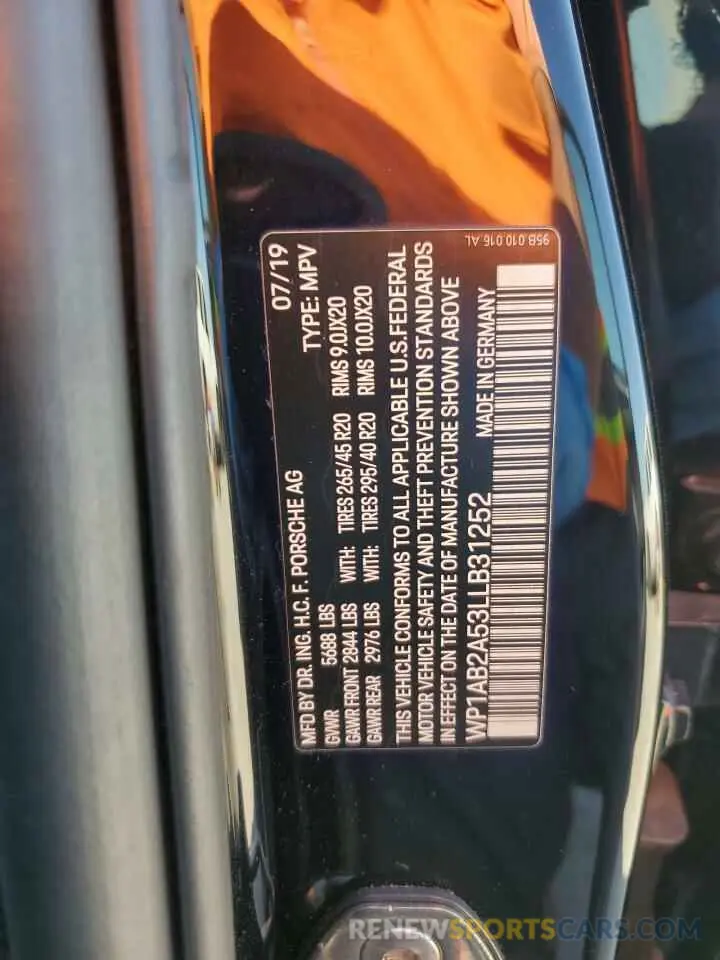 07/19
MFD BY DR. ING. H.C. F. PORSCHE AG TYPE: MPV
GVWR 5688 LBS
GAWR FRONT 2844 LBS WITH: TIRES 265/45 R20 RIMS 9.0JX20
GAWR REAR 2976 LBS WITH: TIRES 295/40 R20 RIMS 10.0JX20
THIS VEHICLE CONFORMS TO ALL APPLICABLE U.S. FEDERAL
MOTOR VEHICLE SAFETY AND THEFT PREVENTION STANDARDS
IN EFFECT ON THE DATE OF MANUFACTURE SHOWN ABOVE
WP1AB2A53LLB31252 MADE IN GERMANY
95B.010.016.AL
RENEWSPORTSCARS.COM